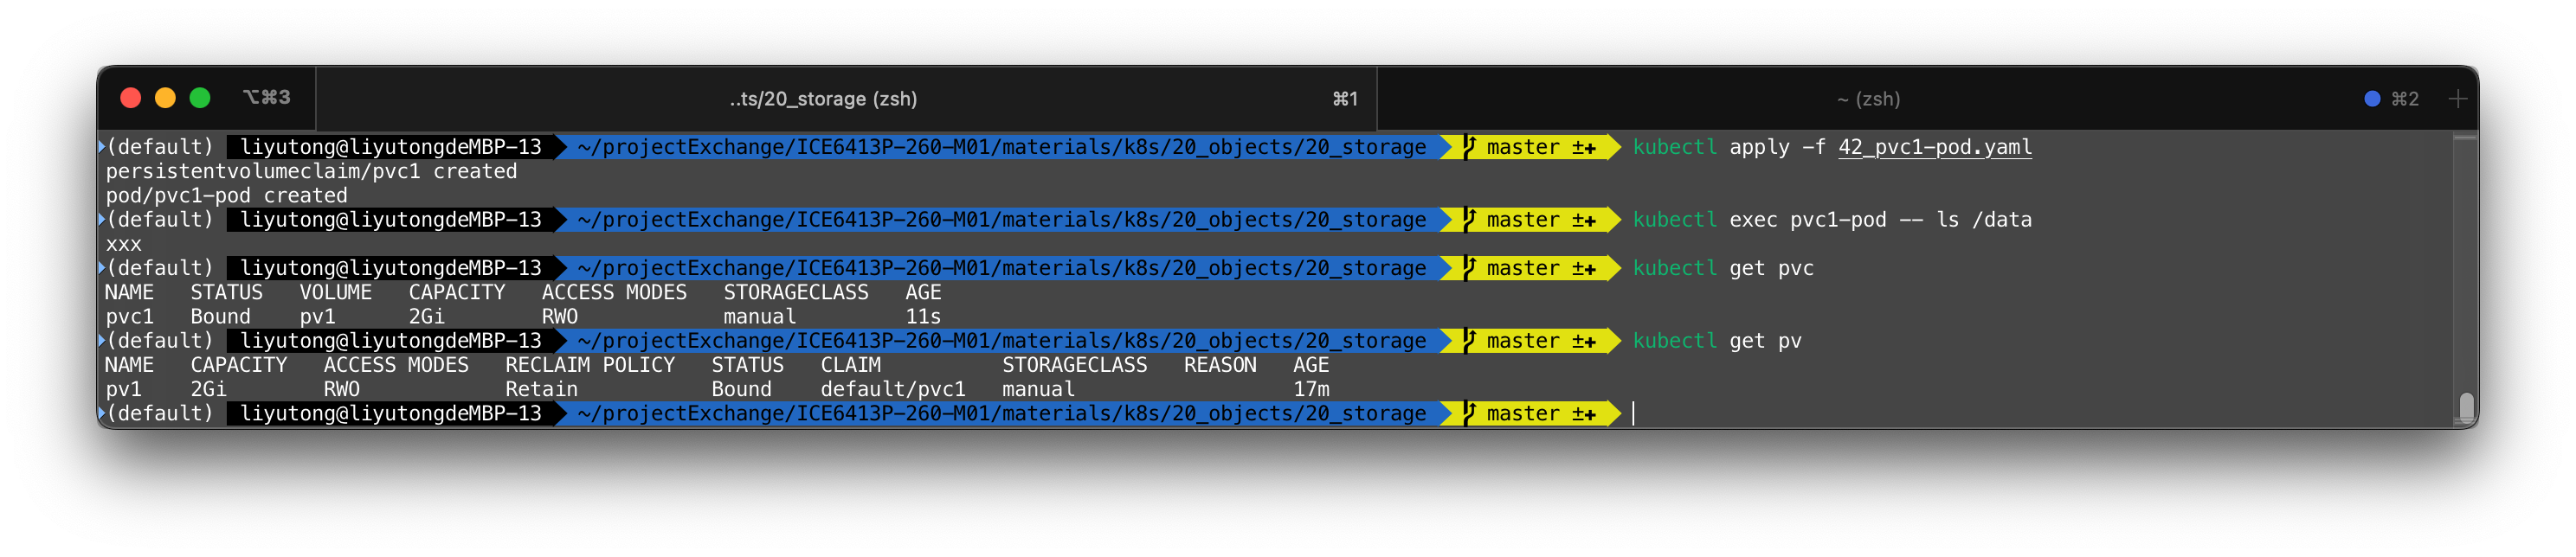 ⌥⌘3 ..ts/20_storage (zsh) ⌘1 ~ (zsh) ⌘2
(default) liyutong@liyutongdeMBP-13 ~/projectExchange/ICE6413P-260-M01/materials/k8s/20_objects/20_storage master ±✚ kubectl apply -f 42_pvc1-pod.yaml
persistentvolumeclaim/pvc1 created
pod/pvc1-pod created
(default) liyutong@liyutongdeMBP-13 ~/projectExchange/ICE6413P-260-M01/materials/k8s/20_objects/20_storage master ±✚ kubectl exec pvc1-pod -- ls /data
xxx
(default) liyutong@liyutongdeMBP-13 ~/projectExchange/ICE6413P-260-M01/materials/k8s/20_objects/20_storage master ±✚ kubectl get pvc
NAME STATUS VOLUME CAPACITY ACCESS MODES STORAGECLASS AGE
pvc1 Bound pv1 2Gi RWO manual 11s
(default) liyutong@liyutongdeMBP-13 ~/projectExchange/ICE6413P-260-M01/materials/k8s/20_objects/20_storage master ±✚ kubectl get pv
NAME CAPACITY ACCESS MODES RECLAIM POLICY STATUS CLAIM STORAGECLASS REASON AGE
pv1 2Gi RWO Retain Bound default/pvc1 manual 17m
(default) liyutong@liyutongdeMBP-13 ~/projectExchange/ICE6413P-260-M01/materials/k8s/20_objects/20_storage master ±✚